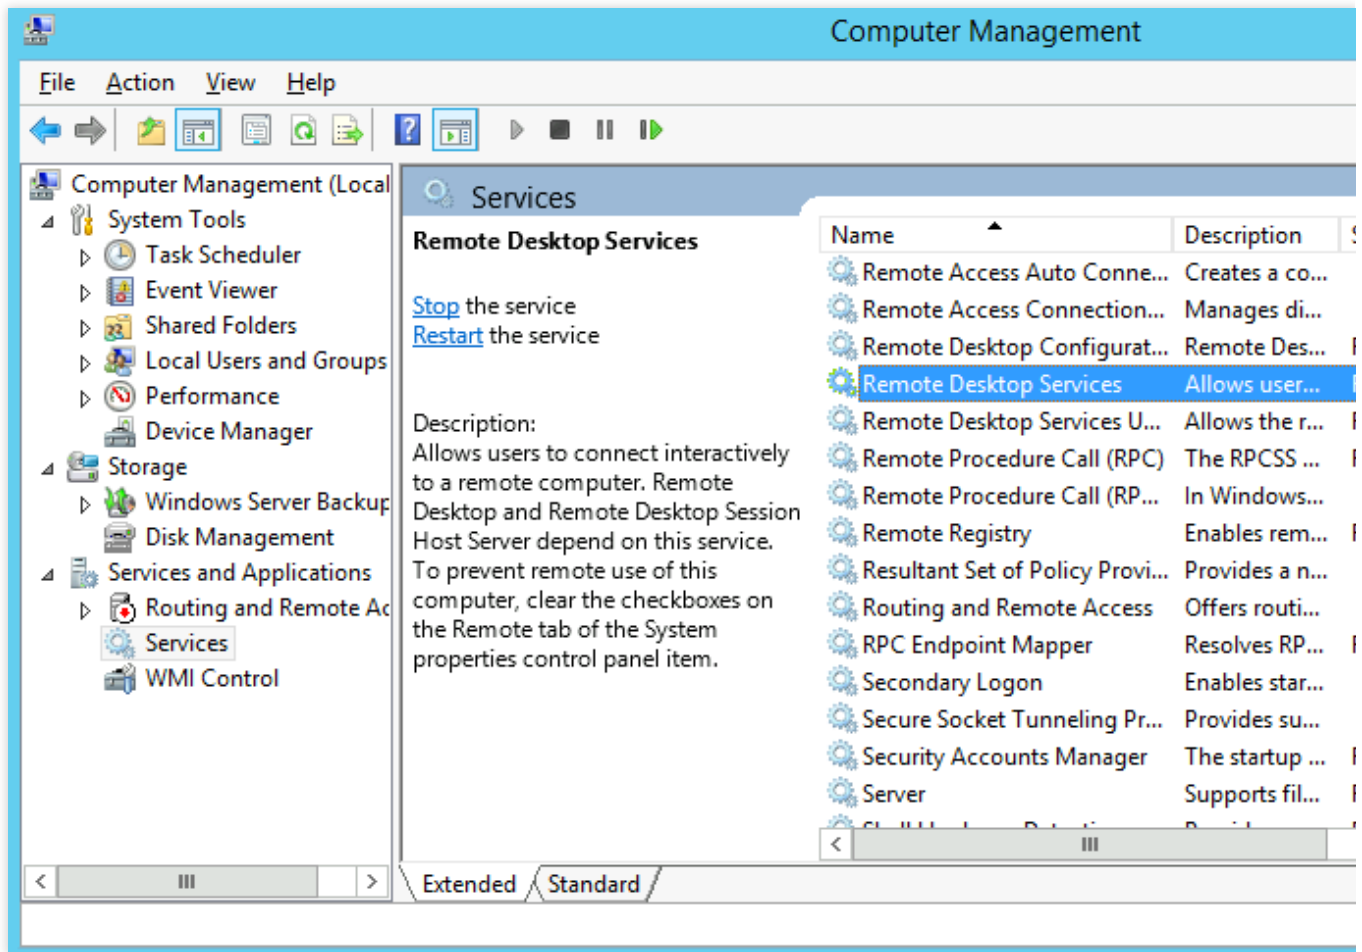 Computer Management
File Action View Help
Computer Management (Local
System Tools
Task Scheduler
Event Viewer
Shared Folders
Local Users and Groups
Performance
Device Manager
Storage
Windows Server Backup
Disk Management
Services and Applications
Routing and Remote Ac
Services
WMI Control
Services
Remote Desktop Services
Stop the service
Restart the service
Description:
Allows users to connect interactively
to a remote computer. Remote
Desktop and Remote Desktop Session
Host Server depend on this service.
To prevent remote use of this
computer, clear the checkboxes on
the Remote tab of the System
properties control panel item.
Name Description
Remote Access Auto Conne... Creates a co...
Remote Access Connection... Manages di...
Remote Desktop Configurat... Remote Des...
Remote Desktop Services Allows user...
Remote Desktop Services U... Allows the r...
Remote Procedure Call (RPC) The RPCSS ...
Remote Procedure Call (RP... In Windows...
Remote Registry Enables rem...
Resultant Set of Policy Provi... Provides a n...
Routing and Remote Access Offers routi...
RPC Endpoint Mapper Resolves RP...
Secondary Logon Enables star...
Secure Socket Tunneling Pr... Provides su...
Security Accounts Manager The startup ...
Server Supports fil...
Extended Standard